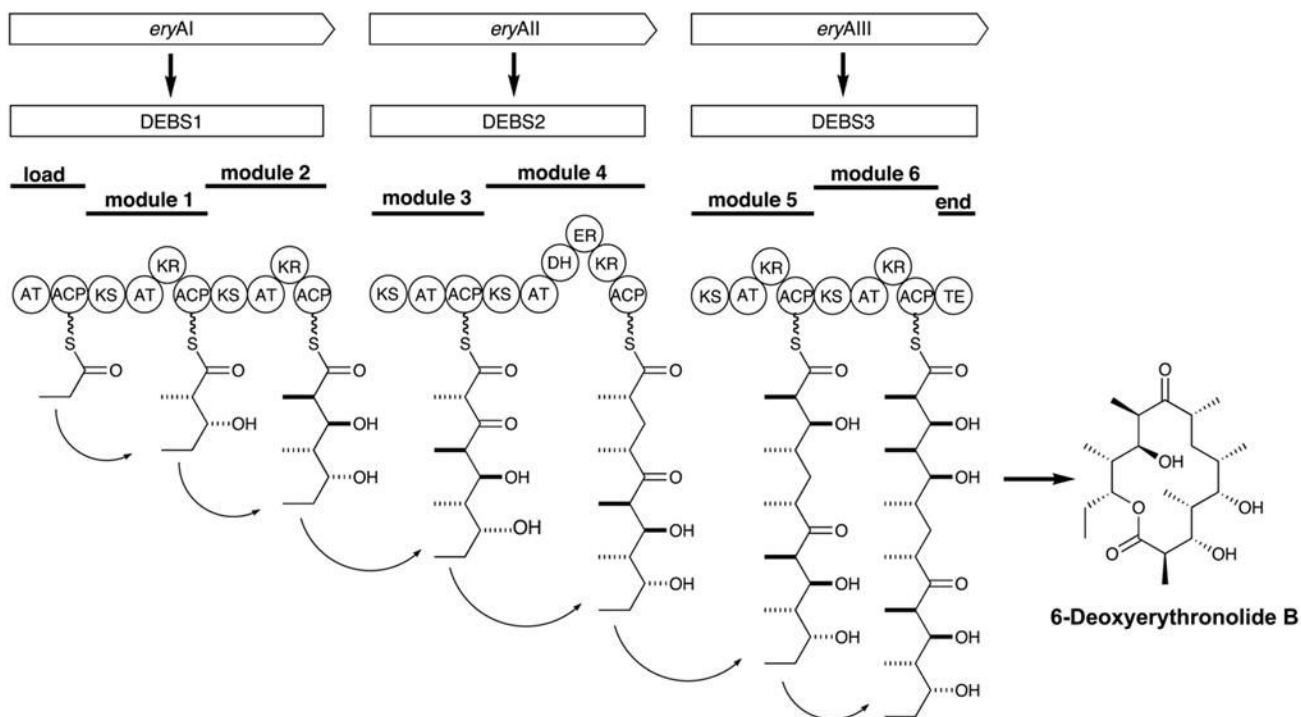 eryAI eryAII eryAIII
DEBS1 DEBS2 DEBS3
load module 2 module 4 module 6
module 1 module 3 module 5 end
ER
KR KR DH KR KR KR
AT ACP KS AT ACP KS AT ACP KS AT ACP KS AT ACP KS AT ACP KS AT ACP TE
S S S S S S S
O O O O O O O
O
OH OH O OH OH
OH
OH OH O OH
OH O
OH O
OH OH
O OH
OH OH
OH OH
OH
6-Deoxyerythronolide B